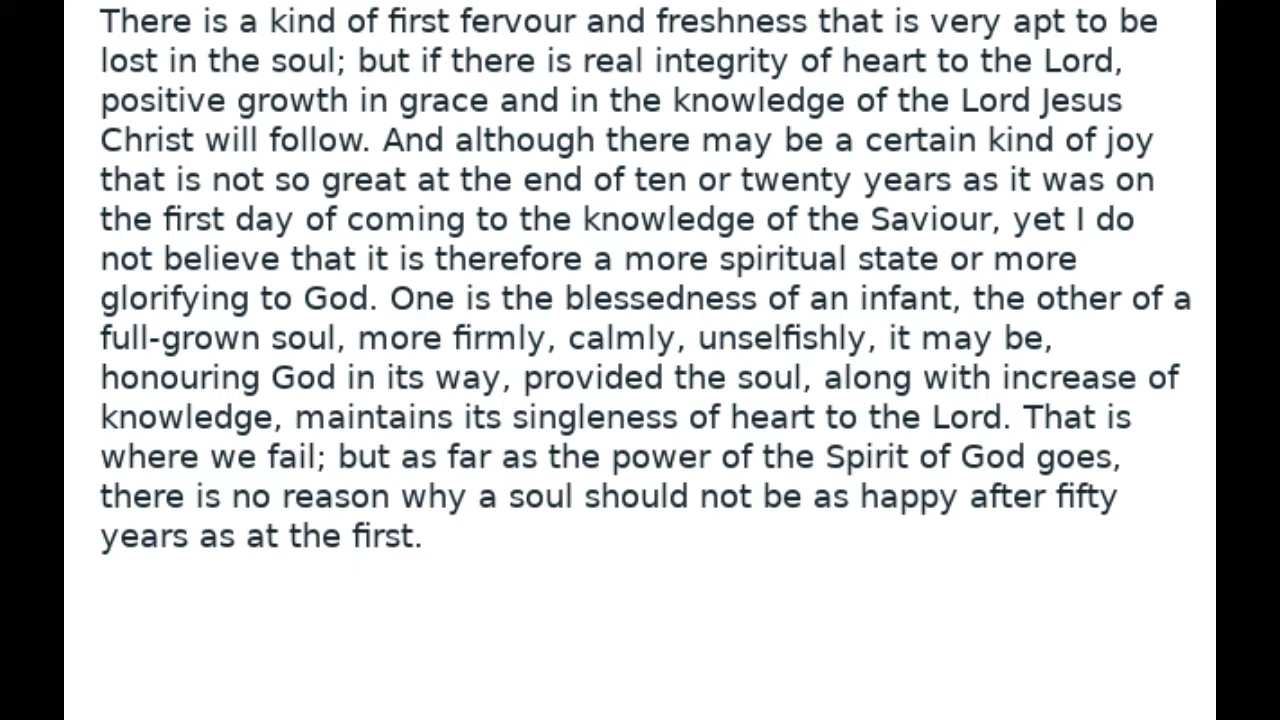 There is a kind of first fervour and freshness that is very apt to be
lost in the soul; but if there is real integrity of heart to the Lord,
positive growth in grace and in the knowledge of the Lord Jesus
Christ will follow. And although there may be a certain kind of joy
that is not so great at the end of ten or twenty years as it was on
the first day of coming to the knowledge of the Saviour, yet I do
not believe that it is therefore a more spiritual state or more
glorifying to God. One is the blessedness of an infant, the other of a
full-grown soul, more firmly, calmly, unselfishly, it may be,
honouring God in its way, provided the soul, along with increase of
knowledge, maintains its singleness of heart to the Lord. That is
where we fail; but as far as the power of the Spirit of God goes,
there is no reason why a soul should not be as happy after fifty
years as at the first.